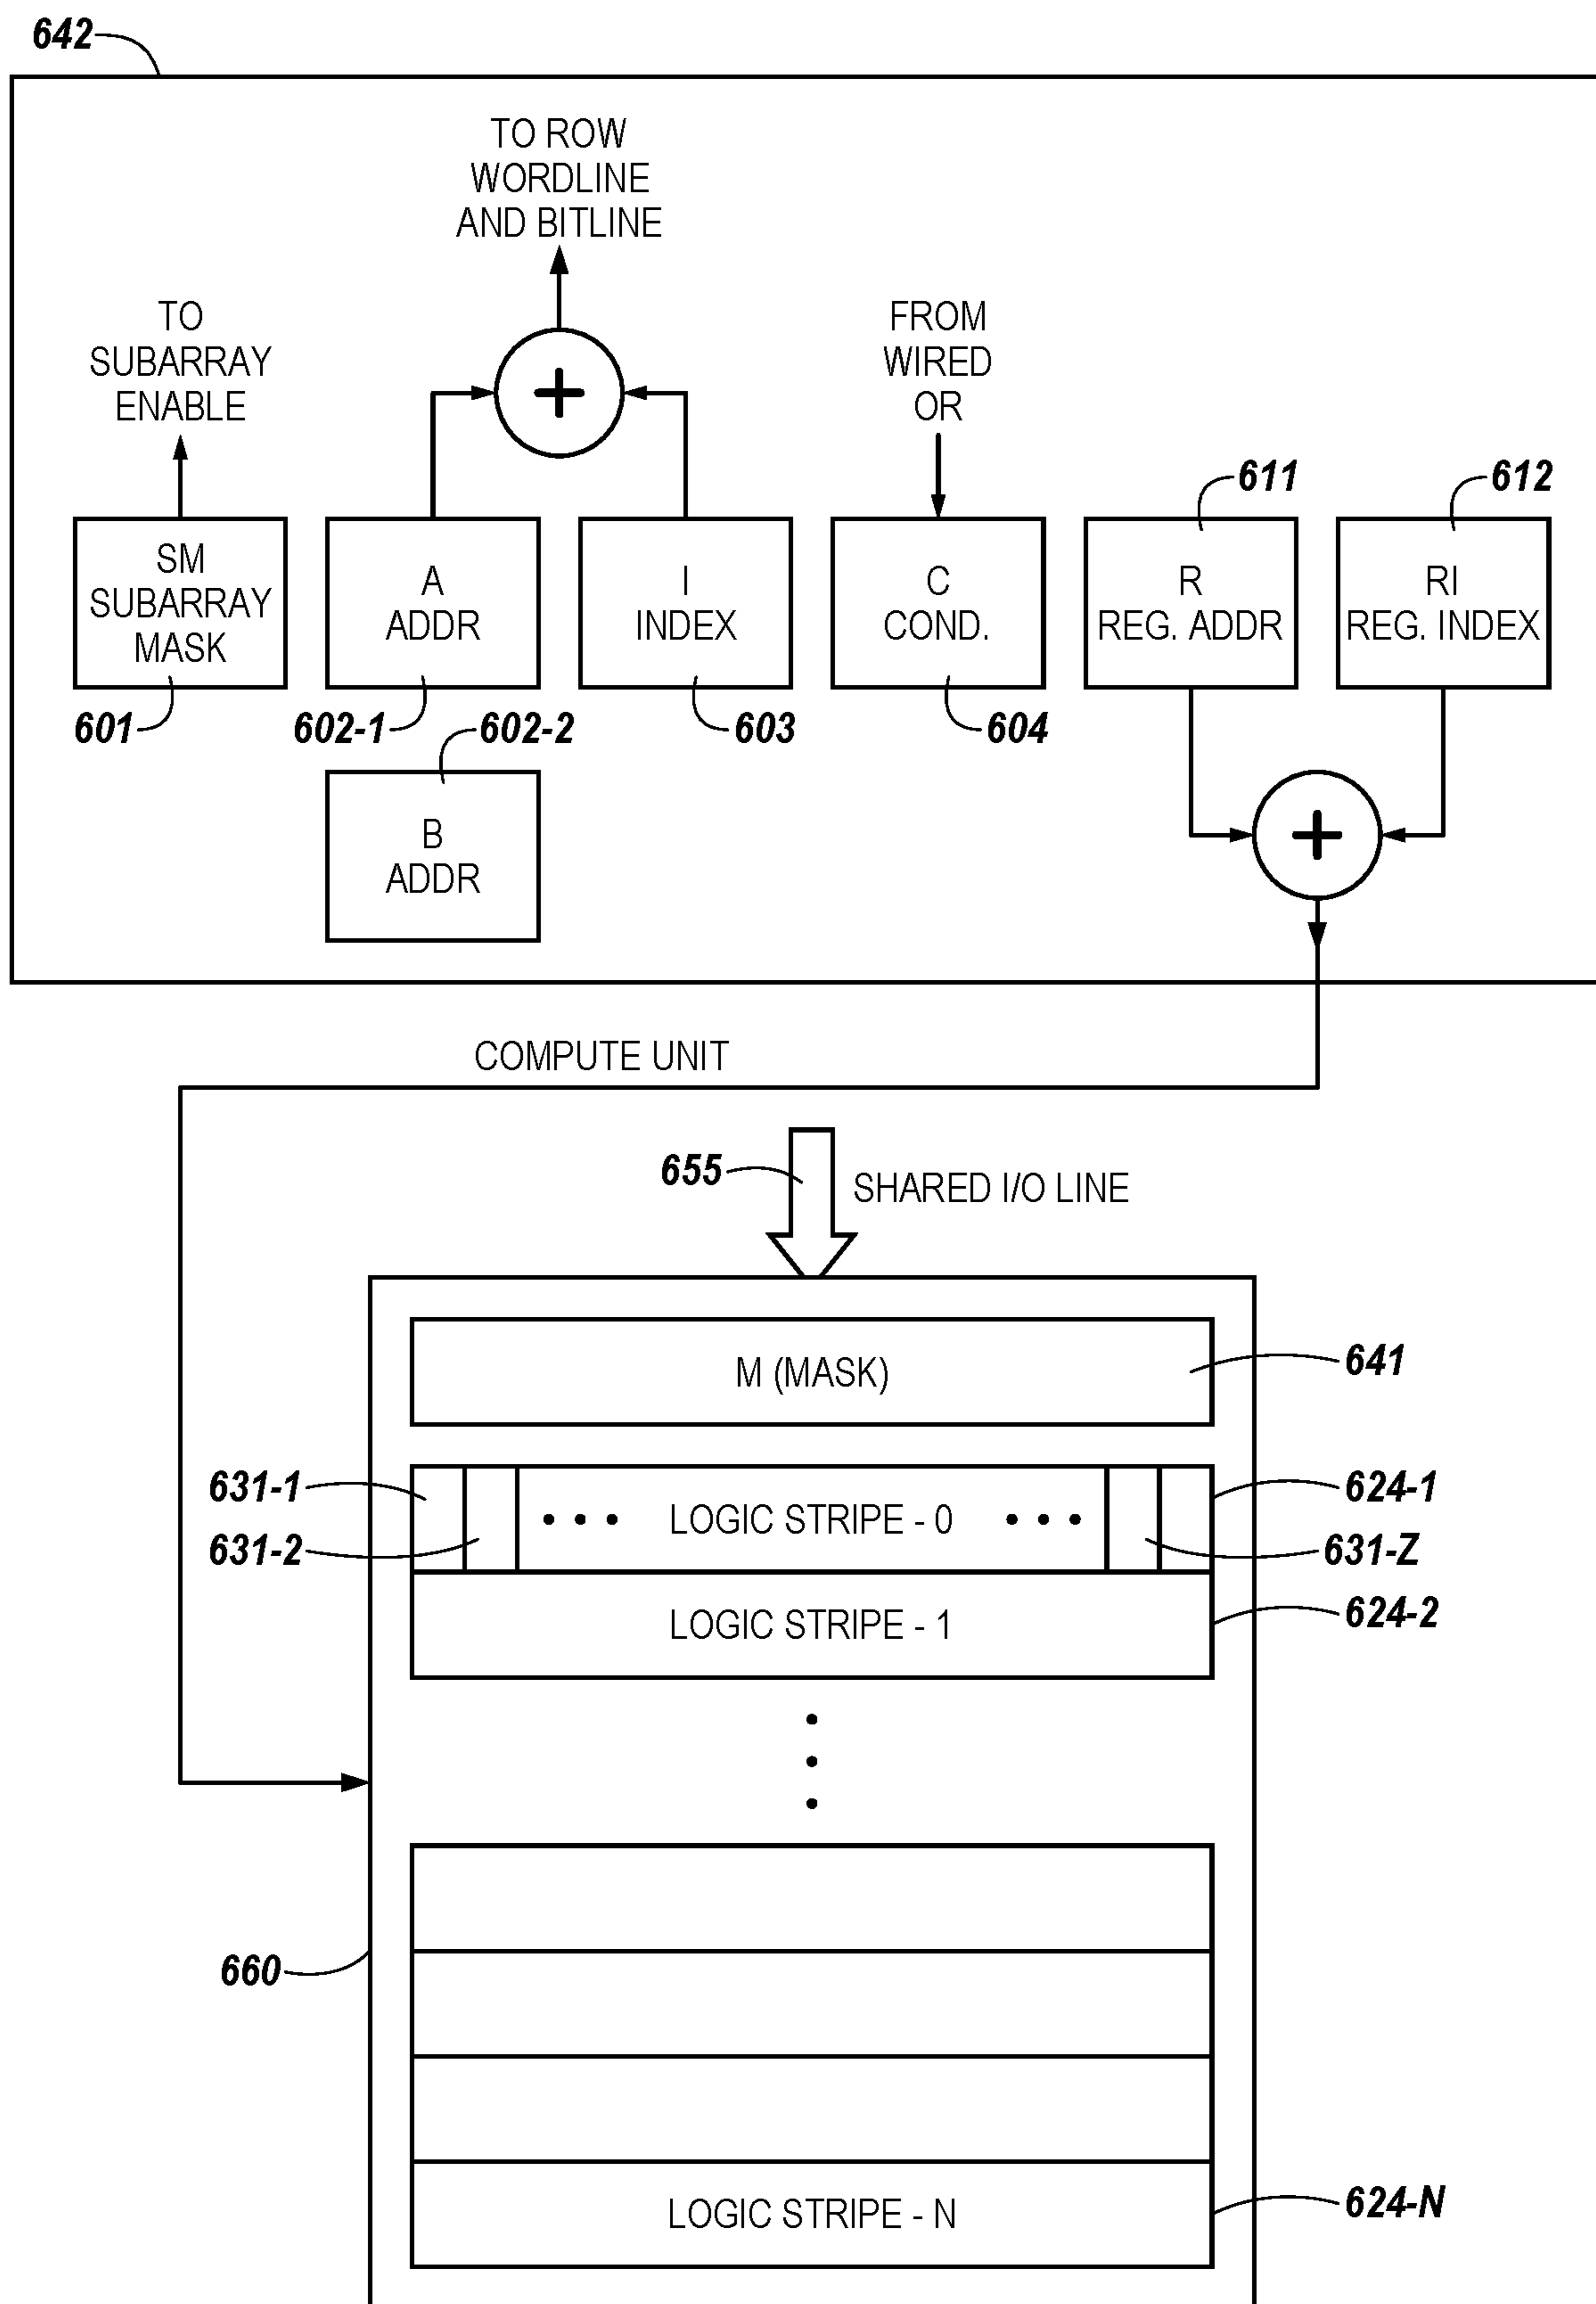 642
TO ROW
WORDLINE
AND BITLINE
TO
SUBARRAY
ENABLE
FROM
WIRED
OR
611
612
SM
SUBARRAY
MASK
A
ADDR
I
INDEX
C
COND.
R
REG. ADDR
RI
REG. INDEX
601
602-1
602-2
603
604
B
ADDR
COMPUTE UNIT
655
SHARED I/O LINE
M (MASK)
641
631-1
LOGIC STRIPE - 0
624-1
631-2
631-Z
LOGIC STRIPE - 1
624-2
660
LOGIC STRIPE - N
624-N